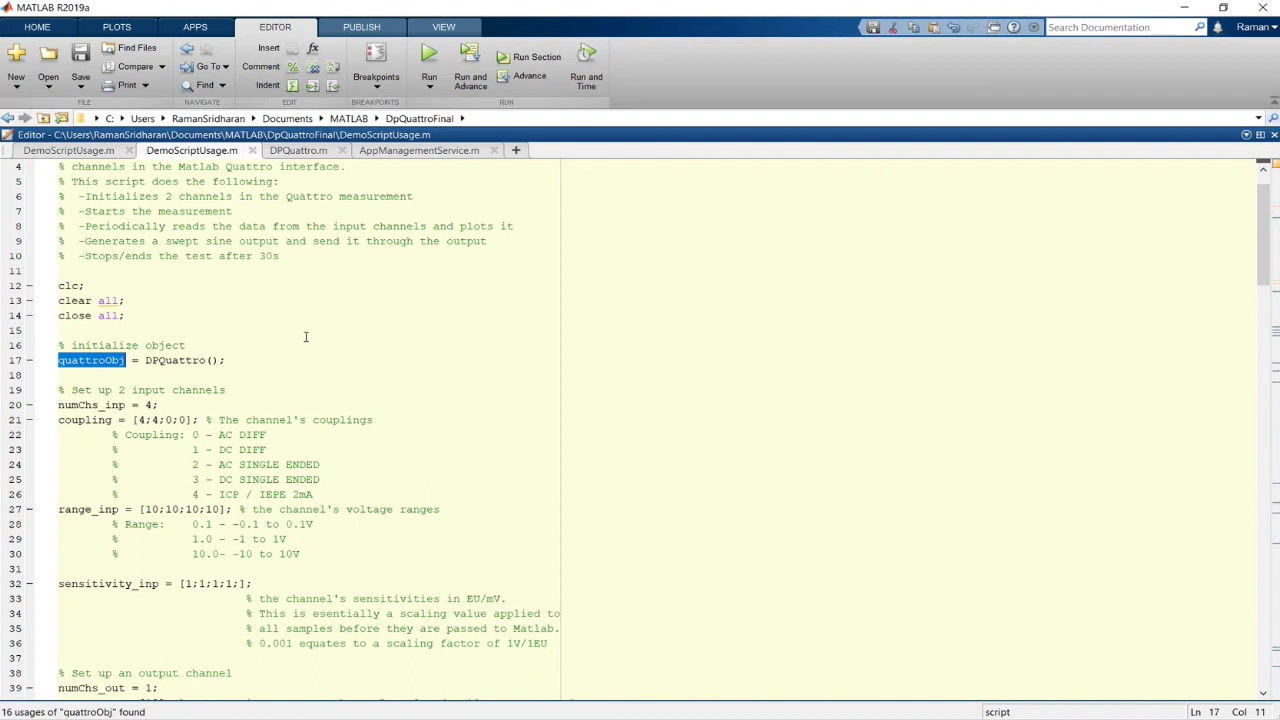 MATLAB R2019a
HOME PLOTS APPS EDITOR PUBLISH VIEW Search Documentation Raman
New Open Save Find Files Compare Print Go To Find Insert Comment Indent Breakpoints Run Run and Advance Run Section Advance Run and Time
FILE NAVIGATE EDIT BREAKPOINTS RUN
C: Users RamanSridharan Documents MATLAB DpQuattroFinal
Editor - C:\Users\RamanSridharan\Documents\MATLAB\DpQuattroFinal\DemoScriptUsage.m
DemoScriptUsage.m DemoScriptUsage.m DPQuattro.m AppManagementService.m
4 % channels in the Matlab Quattro interface.
5 % This script does the following:
6 %  -Initializes 2 channels in the Quattro measurement
7 %  -Starts the measurement
8 %  -Periodically reads the data from the input channels and plots it
9 %  -Generates a swept sine output and send it through the output
10 %  -Stops/ends the test after 30s
11
12 – clc;
13 – clear all;
14 – close all;
15
16 % initialize object
17 – quattroObj = DPQuattro();
18
19 % Set up 2 input channels
20 – numChs_inp = 4;
21 – coupling = [4;4;0;0]; % The channel's couplings
22 % Coupling: 0 - AC DIFF
23 % 1 - DC DIFF
24 % 2 - AC SINGLE ENDED
25 % 3 - DC SINGLE ENDED
26 % 4 - ICP / IEPE 2mA
27 – range_inp = [10;10;10;10]; % the channel's voltage ranges
28 % Range: 0.1 - -0.1 to 0.1V
29 % 1.0 - -1 to 1V
30 % 10.0- -10 to 10V
31
32 – sensitivity_inp = [1;1;1;1;];
33 % the channel's sensitivities in EU/mV.
34 % This is esentially a scaling value applied to
35 % all samples before they are passed to Matlab.
36 % 0.001 equates to a scaling factor of 1V/1EU
37
38 % Set up an output channel
39 – numChs_out = 1;
16 usages of "quattroObj" found script Ln 17 Col 11